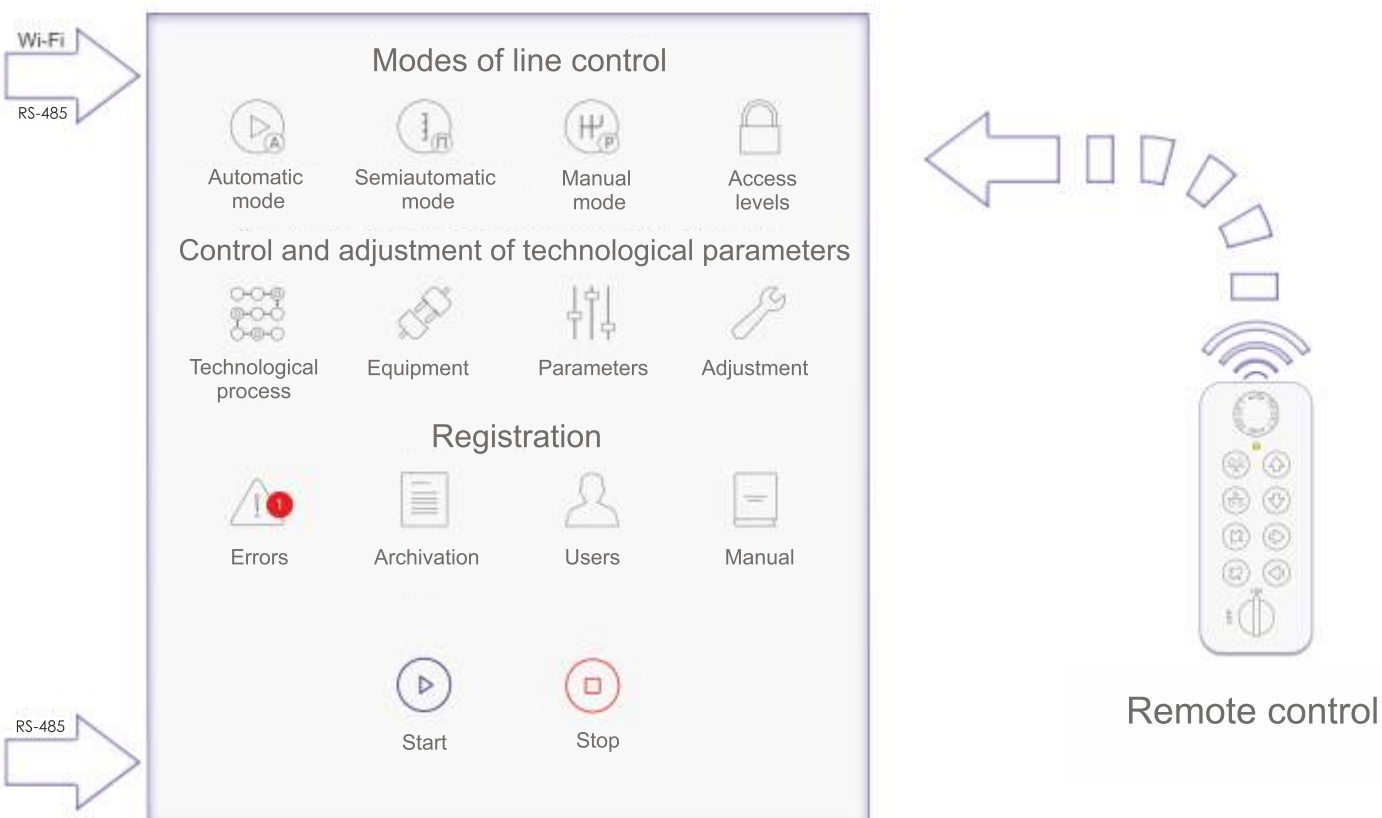 Wi-Fi
RS-485
Modes of line control
A
П
P
Automatic
mode
Semiautomatic
mode
Manual
mode
Access
levels
Control and adjustment of technological parameters
Technological
process
Equipment
Parameters
Adjustment
Registration
1
Errors
Archivation
Users
Manual
RS-485
Start
Stop
Remote control